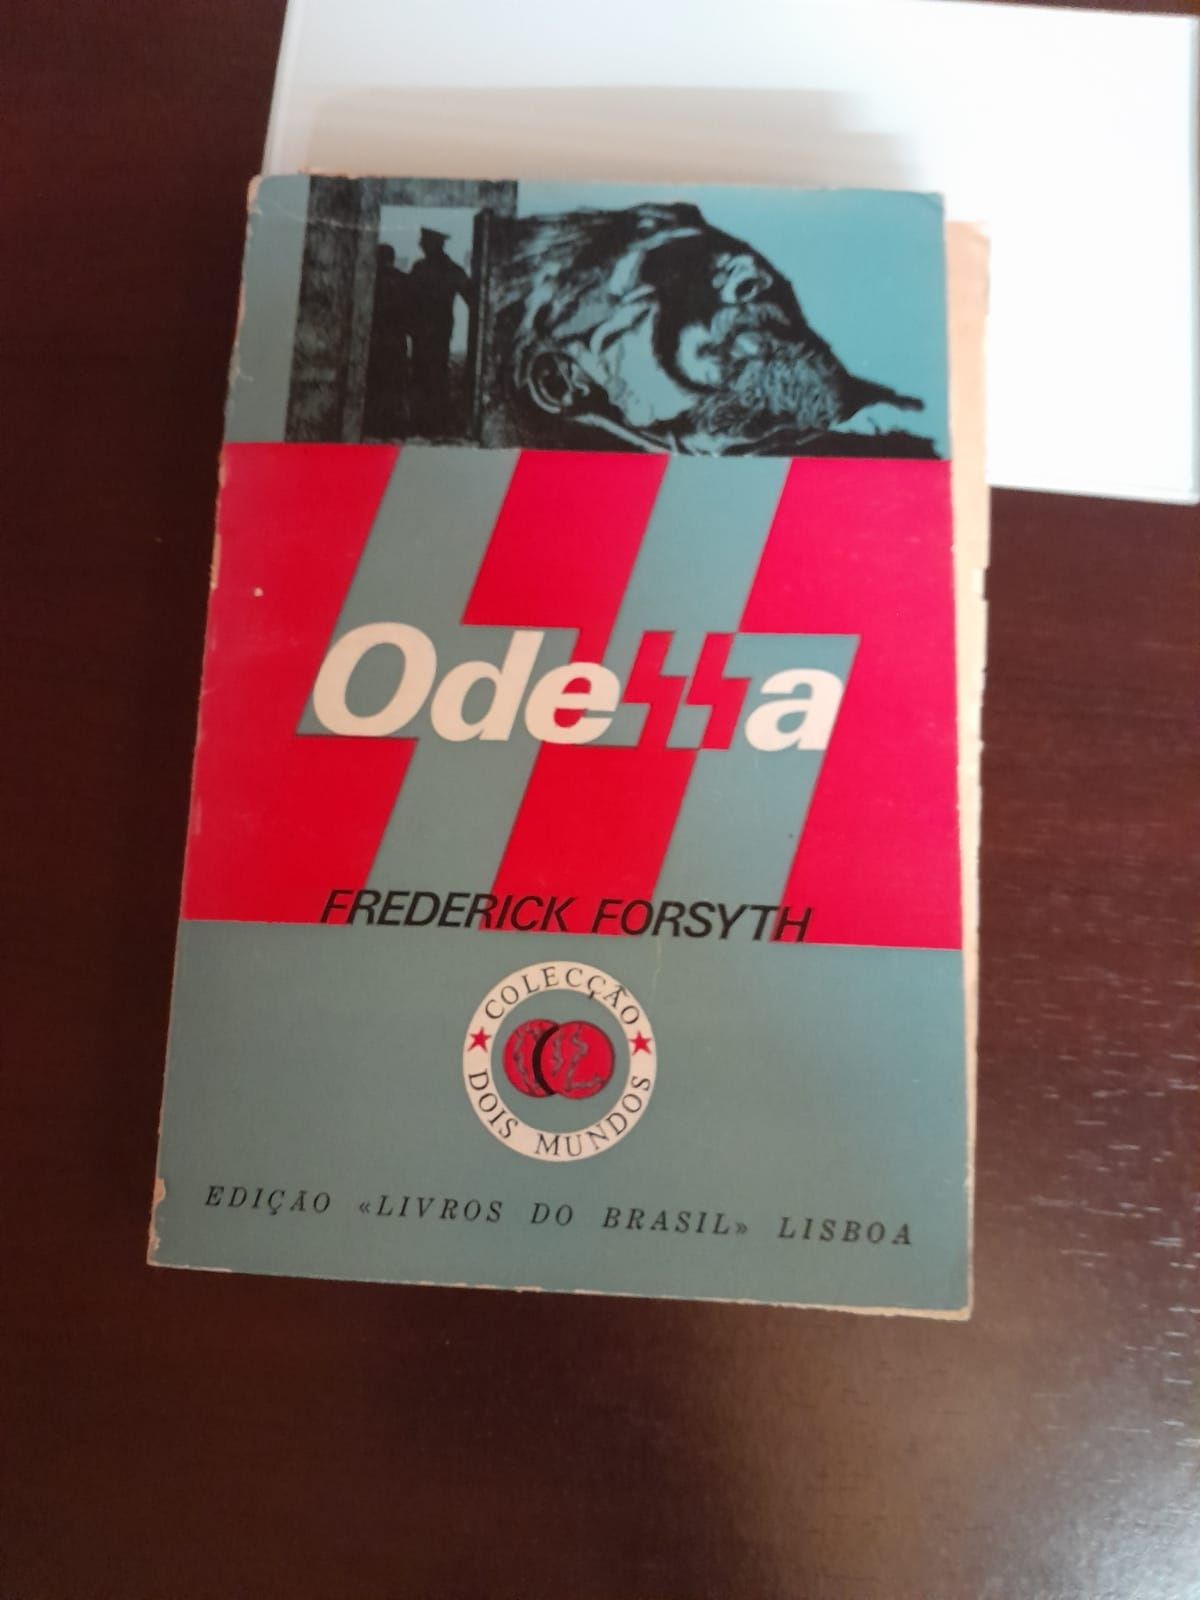 Odessa
FREDERICK FORSYTH
COLECÇÃO
DOIS MUNDOS
EDIÇÃO «LIVROS DO BRASIL» LISBOA